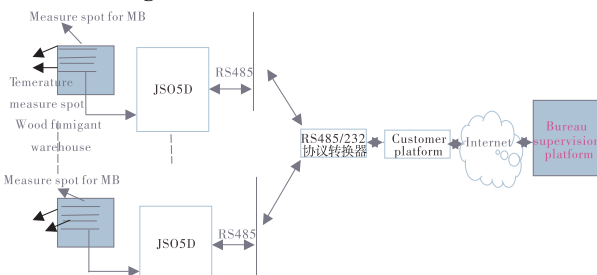 Measure spot for MB
RS485
JSO5D
Temerature
measure spot
Wood fumigant
warehouse
RS485/232
协议转换器
Customer
platform
Internet
Bureau
supervision
platform
Measure spot for MB
RS485
JSO5D